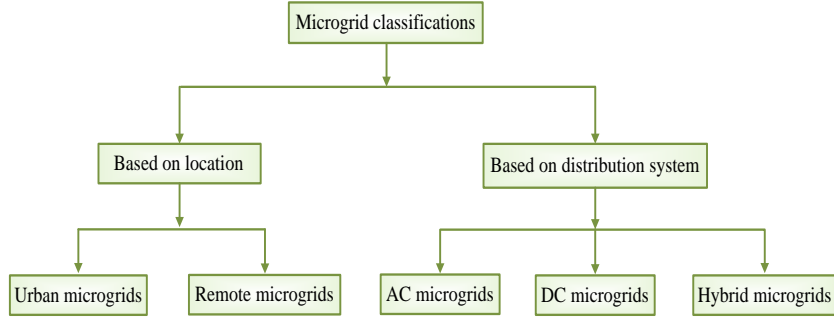 Microgrid classifications
Based on location
Based on distribution system
Urban microgrids
Remote microgrids
AC microgrids
DC microgrids
Hybrid microgrids